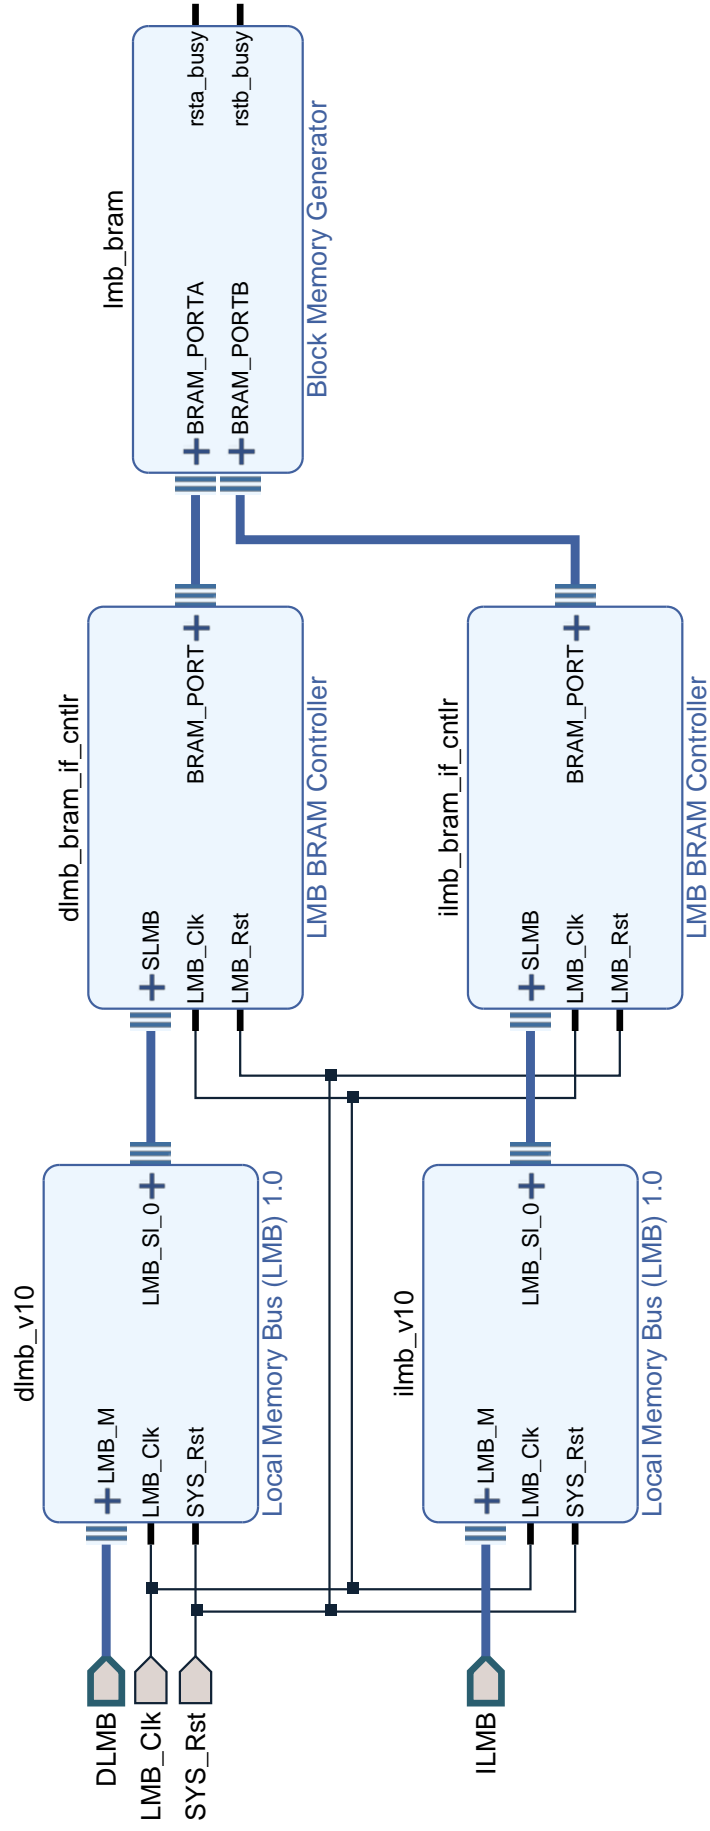 DLMB
LMB_Clk
SYS_Rst
ILMB
dlmb_v10
LMB_M
LMB_Clk
SYS_Rst
LMB_Sl_0
Local Memory Bus (LMB) 1.0
ilmb_v10
LMB_M
LMB_Clk
SYS_Rst
LMB_Sl_0
Local Memory Bus (LMB) 1.0
dlmb_bram_if_cntlr
SLMB
LMB_Clk
LMB_Rst
BRAM_PORT
LMB BRAM Controller
ilmb_bram_if_cntlr
SLMB
LMB_Clk
LMB_Rst
BRAM_PORT
LMB BRAM Controller
lmb_bram
BRAM_PORTA
BRAM_PORTB
rsta_busy
rstb_busy
Block Memory Generator